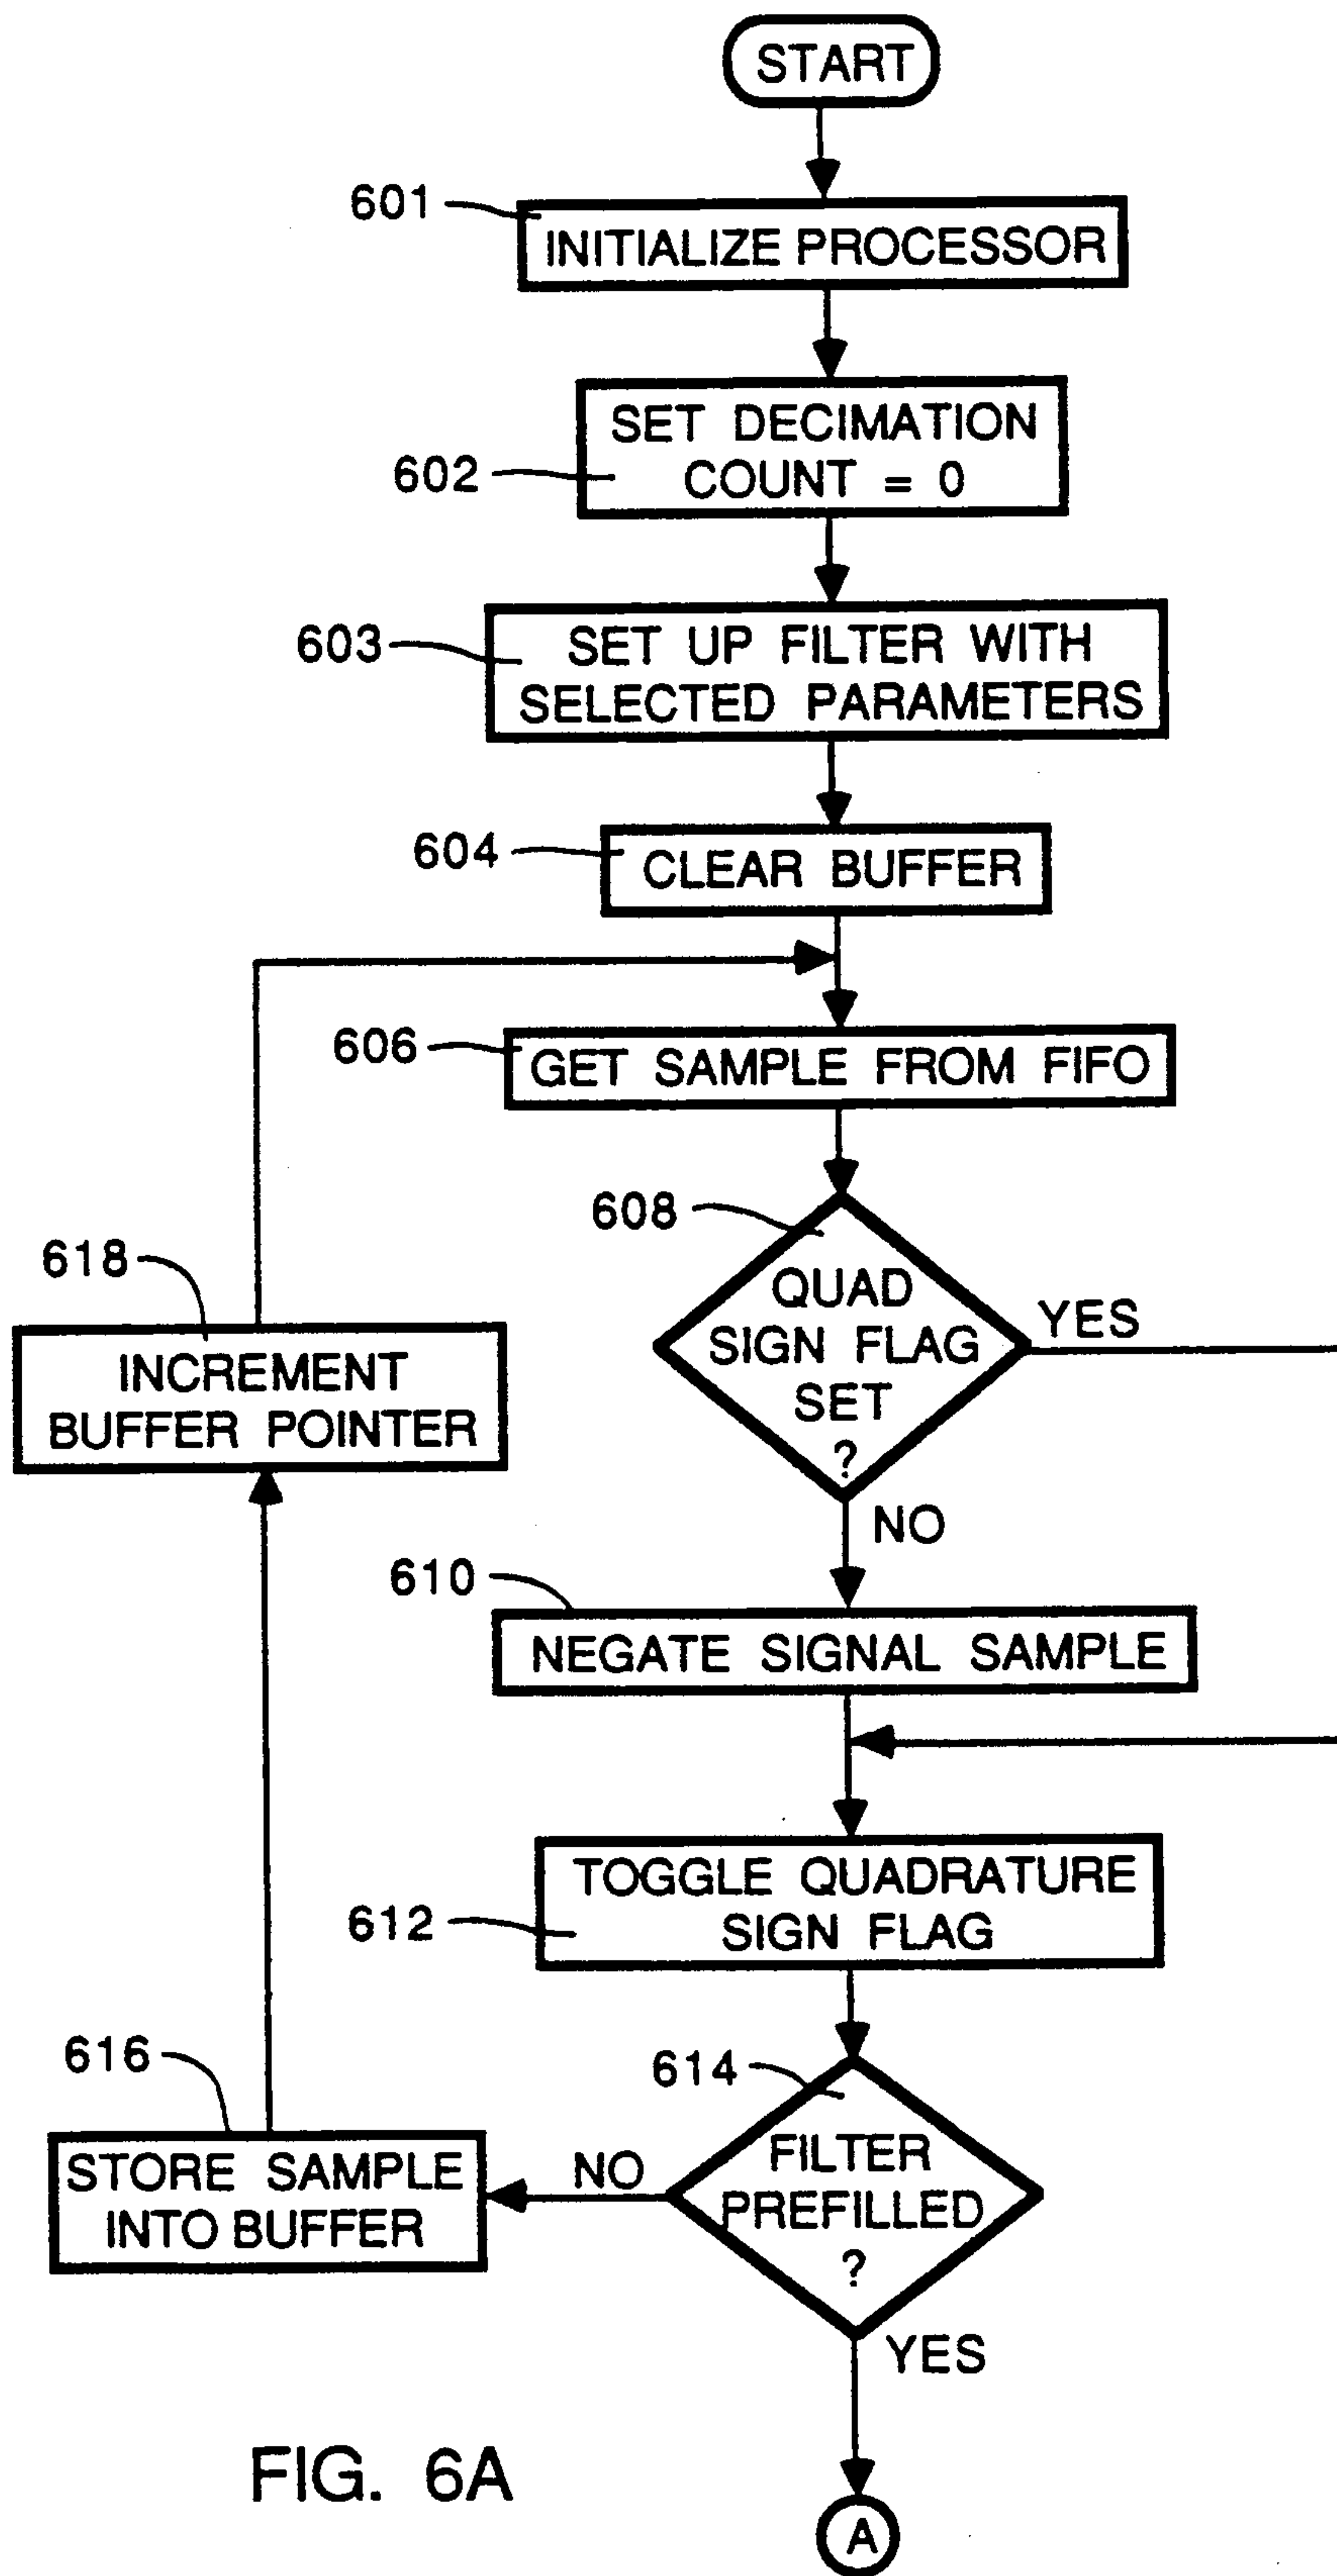 START
601
INITIALIZE PROCESSOR
SET DECIMATION
COUNT = 0
602
603
SET UP FILTER WITH
SELECTED PARAMETERS
604
CLEAR BUFFER
606
GET SAMPLE FROM FIFO
608
QUAD
SIGN FLAG
SET
?
YES
NO
618
INCREMENT
BUFFER POINTER
610
NEGATE SIGNAL SAMPLE
TOGGLE QUADRATURE
SIGN FLAG
612
616
STORE SAMPLE
INTO BUFFER
614
FILTER
PREFILLED
?
NO
YES
FIG. 6A
A